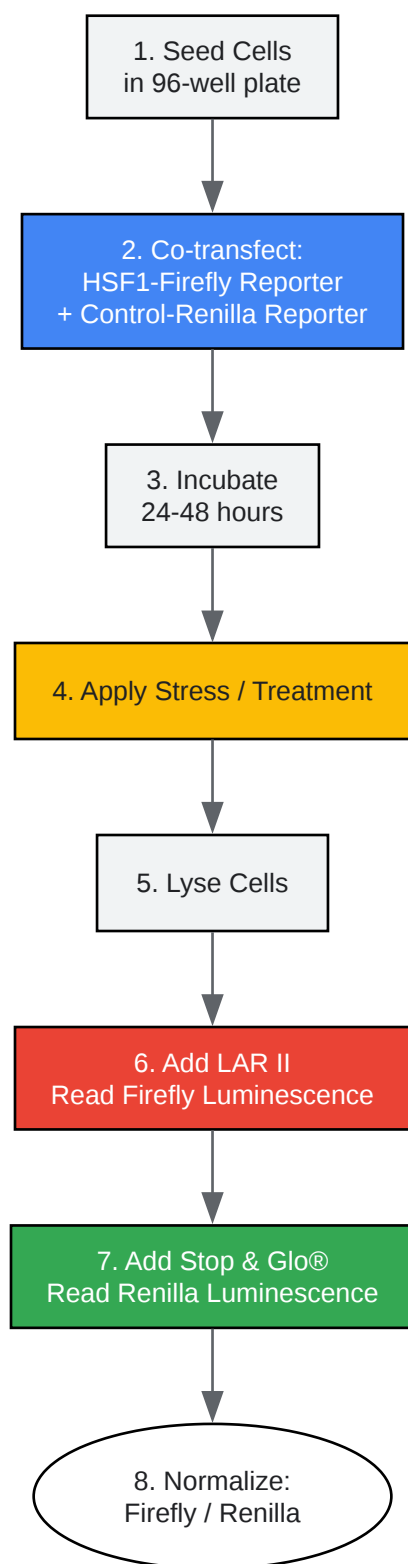 1. Seed Cells
in 96-well plate
2. Co-transfect:
HSF1-Firefly Reporter
+ Control-Renilla Reporter
3. Incubate
24-48 hours
4. Apply Stress / Treatment
5. Lyse Cells
6. Add LAR II
Read Firefly Luminescence
7. Add Stop & Glo®
Read Renilla Luminescence
8. Normalize:
Firefly / Renilla